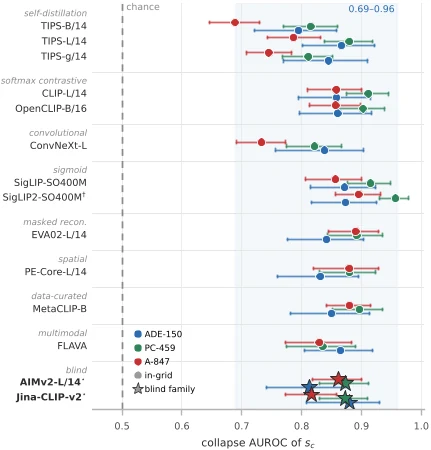 chance
0.69–0.96
self-distillation
TIPS-B/14
TIPS-L/14
TIPS-g/14
softmax contrastive
CLIP-L/14
OpenCLIP-B/16
convolutional
ConvNeXt-L
sigmoid
SigLIP-SO400M
SigLIP2-SO400M†
masked recon.
EVA02-L/14
spatial
PE-Core-L/14
data-curated
MetaCLIP-B
multimodal
FLAVA
blind
AIMv2-L/14*
Jina-CLIP-v2*
ADE-150
PC-459
A-847
in-grid
blind family
0.5 0.6 0.7 0.8 0.9 1.0
collapse AUROC of s_c